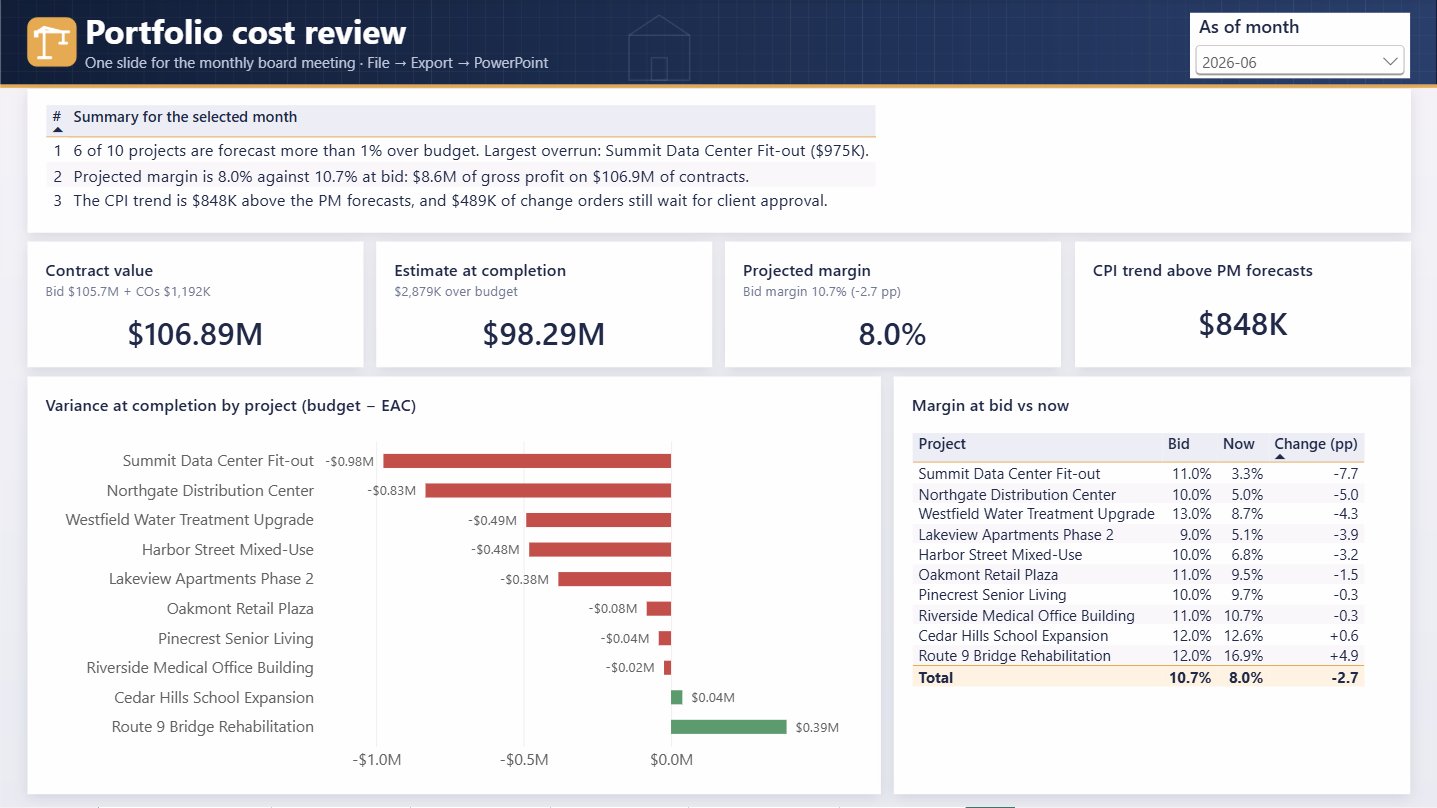 Portfolio cost review
One slide for the monthly board meeting · File → Export → PowerPoint
As of month
2026-06
# Summary for the selected month
1 6 of 10 projects are forecast more than 1% over budget. Largest overrun: Summit Data Center Fit-out ($975K).
2 Projected margin is 8.0% against 10.7% at bid: $8.6M of gross profit on $106.9M of contracts.
3 The CPI trend is $848K above the PM forecasts, and $489K of change orders still wait for client approval.
Contract value
Bid $105.7M + COs $1,192K
$106.89M
Estimate at completion
$2,879K over budget
$98.29M
Projected margin
Bid margin 10.7% (-2.7 pp)
8.0%
CPI trend above PM forecasts
$848K
Variance at completion by project (budget − EAC)
Summit Data Center Fit-out -$0.98M
Northgate Distribution Center -$0.83M
Westfield Water Treatment Upgrade -$0.49M
Harbor Street Mixed-Use -$0.48M
Lakeview Apartments Phase 2 -$0.38M
Oakmont Retail Plaza -$0.08M
Pinecrest Senior Living -$0.04M
Riverside Medical Office Building -$0.02M
Cedar Hills School Expansion $0.04M
Route 9 Bridge Rehabilitation $0.39M
-$1.0M -$0.5M $0.0M
Margin at bid vs now
Project Bid Now Change (pp)
Summit Data Center Fit-out 11.0% 3.3% -7.7
Northgate Distribution Center 10.0% 5.0% -5.0
Westfield Water Treatment Upgrade 13.0% 8.7% -4.3
Lakeview Apartments Phase 2 9.0% 5.1% -3.9
Harbor Street Mixed-Use 10.0% 6.8% -3.2
Oakmont Retail Plaza 11.0% 9.5% -1.5
Pinecrest Senior Living 10.0% 9.7% -0.3
Riverside Medical Office Building 11.0% 10.7% -0.3
Cedar Hills School Expansion 12.0% 12.6% +0.6
Route 9 Bridge Rehabilitation 12.0% 16.9% +4.9
Total 10.7% 8.0% -2.7